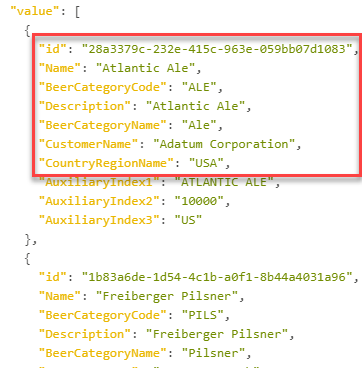 "value": [
{
"id": "28a3379c-232e-415c-963e-059bb07d1083",
"Name": "Atlantic Ale",
"BeerCategoryCode": "ALE",
"Description": "Atlantic Ale",
"BeerCategoryName": "Ale",
"CustomerName": "Adatum Corporation",
"CountryRegionName": "USA",
"AuxiliaryIndex1": "ATLANTIC ALE",
"AuxiliaryIndex2": "10000",
"AuxiliaryIndex3": "US"
},
{
"id": "1b83a6de-1d54-4c1b-a0f1-8b44a4031a96",
"Name": "Freiberger Pilsner",
"BeerCategoryCode": "PILS",
"Description": "Freiberger Pilsner",
"BeerCategoryName": "Pilsner",